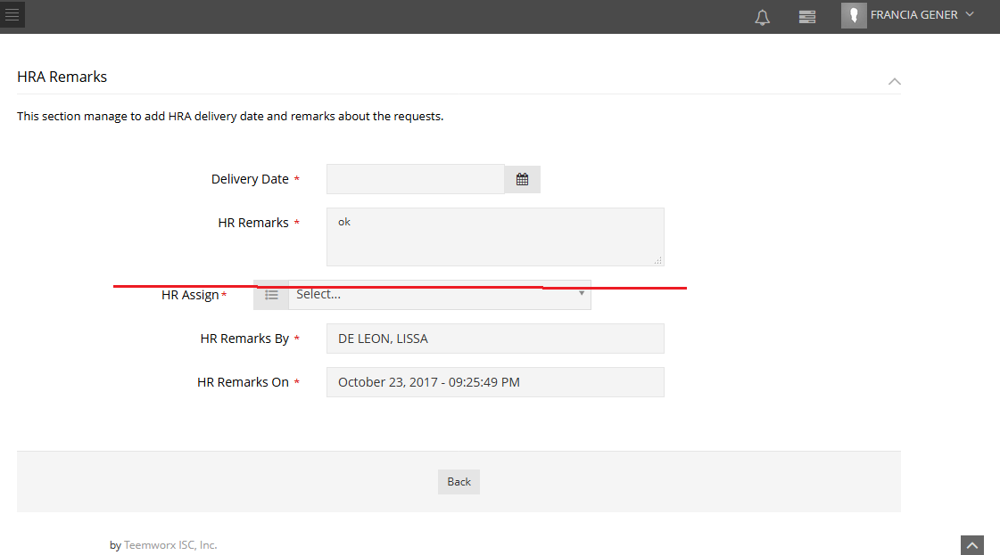 FRANCIA GENER
HRA Remarks
This section manage to add HRA delivery date and remarks about the requests.
Delivery Date *
HR Remarks * ok
HR Assign * Select...
HR Remarks By * DE LEON, LISSA
HR Remarks On * October 23, 2017 - 09:25:49 PM
Back
by Teemworx ISC, Inc.